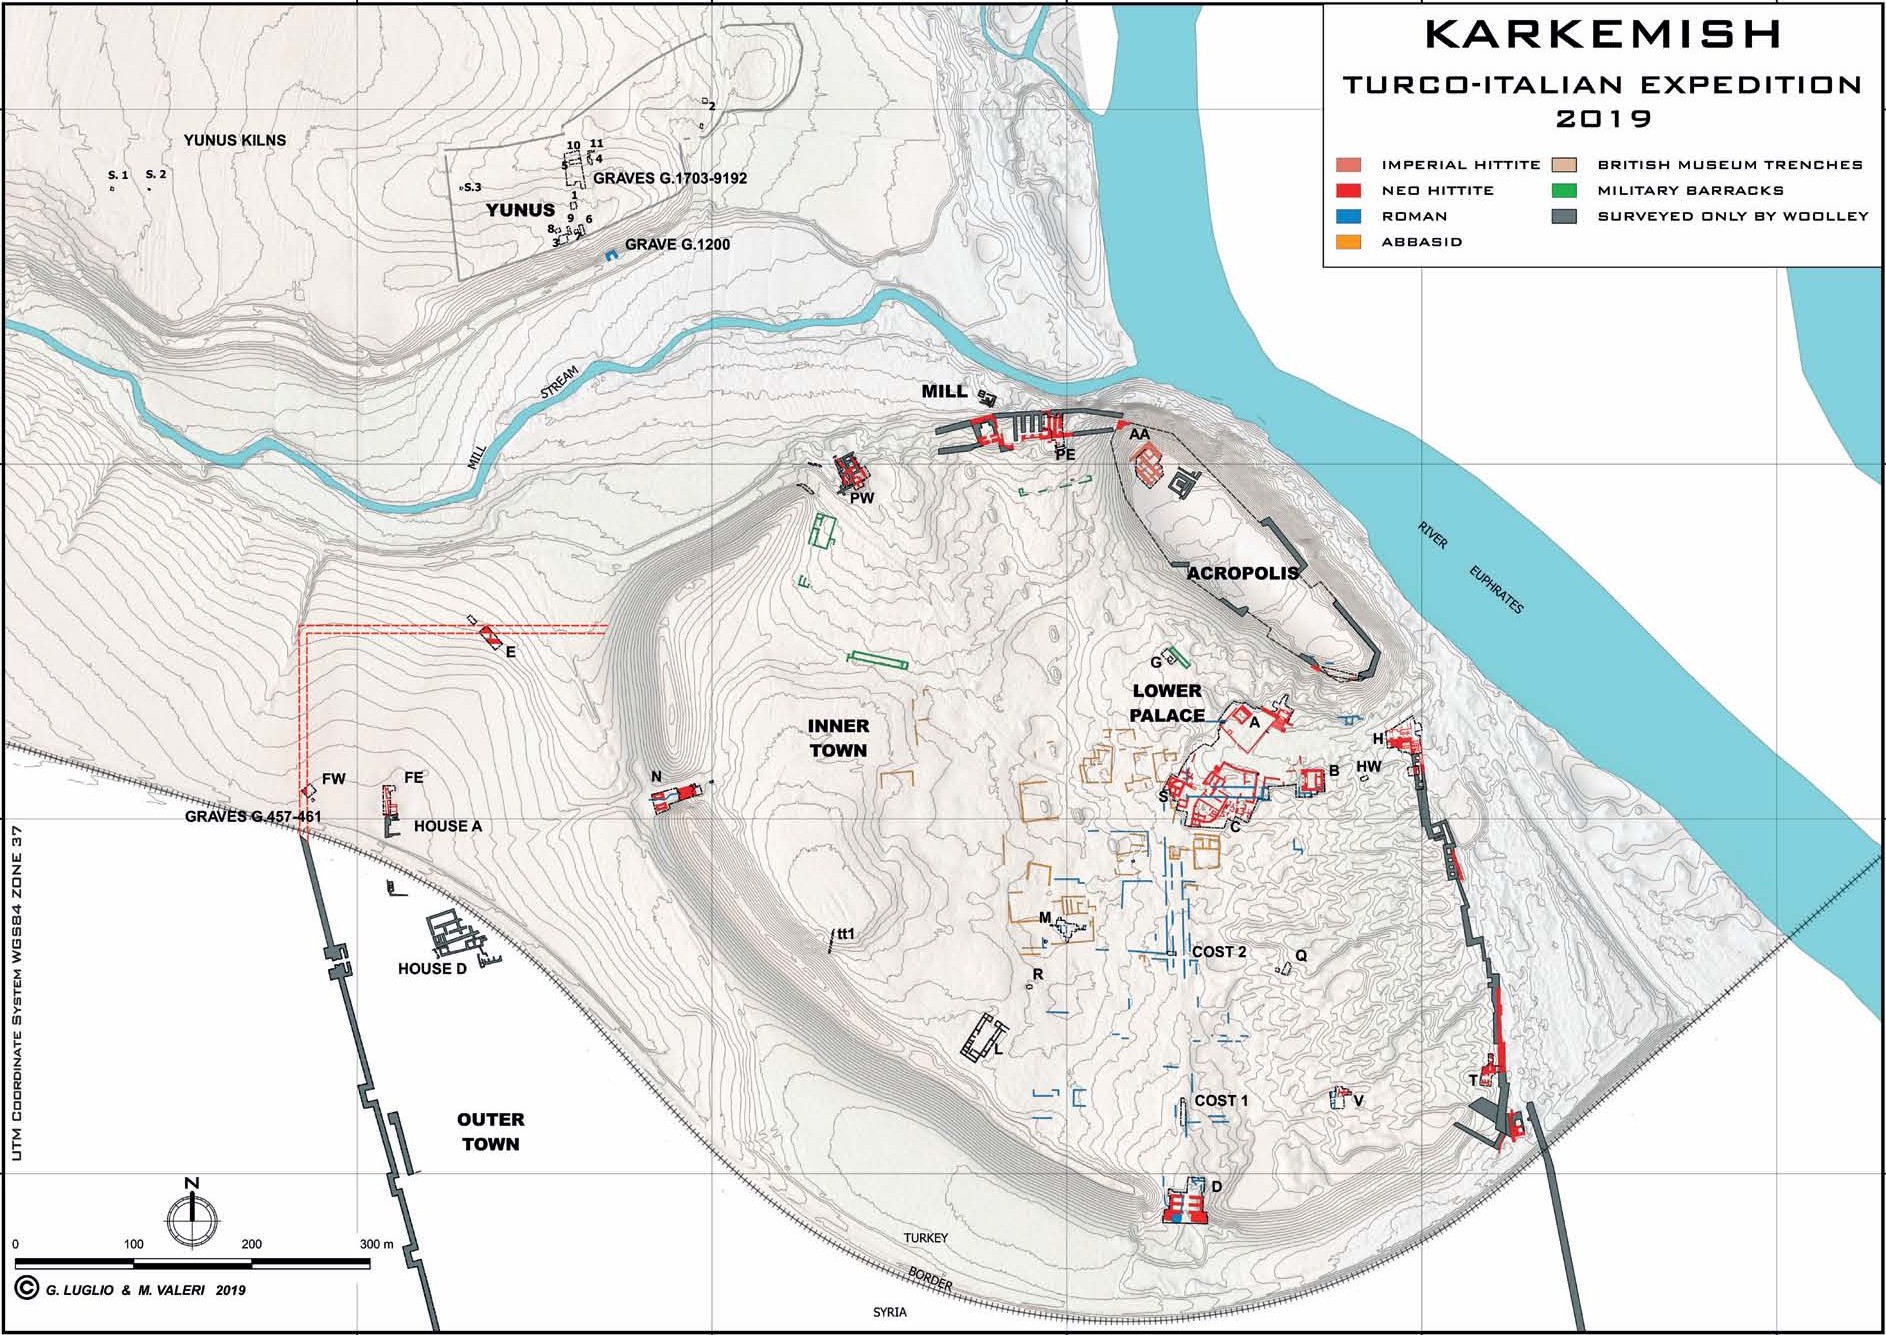 KARKEMISH
TURCO-ITALIAN EXPEDITION
2019
IMPERIAL HITTITE
NEO HITTITE
ROMAN
ABBASID
BRITISH MUSEUM TRENCHES
MILITARY BARRACKS
SURVEYED ONLY BY WOOLLEY
2
YUNUS KILNS
10
11
5
4
S. 1
S. 2
GRAVES G.1703-9192
S.3
1
YUNUS
9
6
8
3
7
GRAVE G.1200
STREAM
MILL
MILL
AA
PE
PW
RIVER
EUPHRATES
ACROPOLIS
E
G
LOWER
PALACE
INNER
TOWN
A
H
HW
B
N
S
C
FW
FE
GRAVES G.457-461
HOUSE A
M
tt1
COST 2
Q
HOUSE D
R
L
T
COST 1
V
OUTER
TOWN
D
UTM COORDINATE SYSTEM WGS84 ZONE 37
N
0
100
200
300 m
TURKEY
BORDER
SYRIA
© G. LUGLIO & M. VALERI 2019